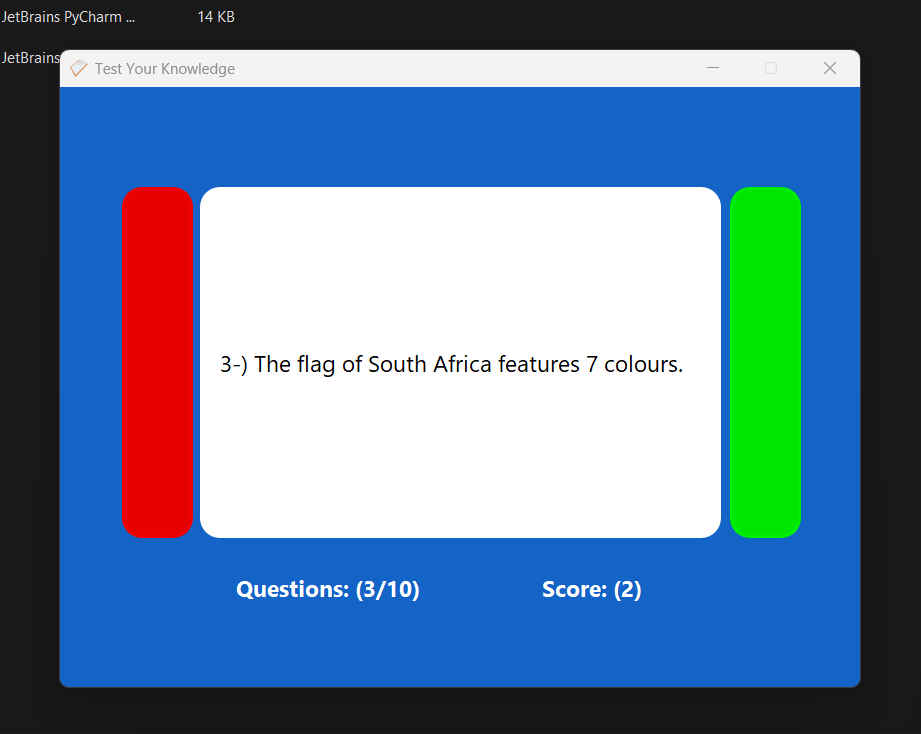 JetBrains PyCharm ... 14 KB
JetBrains
Test Your Knowledge
3-) The flag of South Africa features 7 colours.
Questions: (3/10) Score: (2)